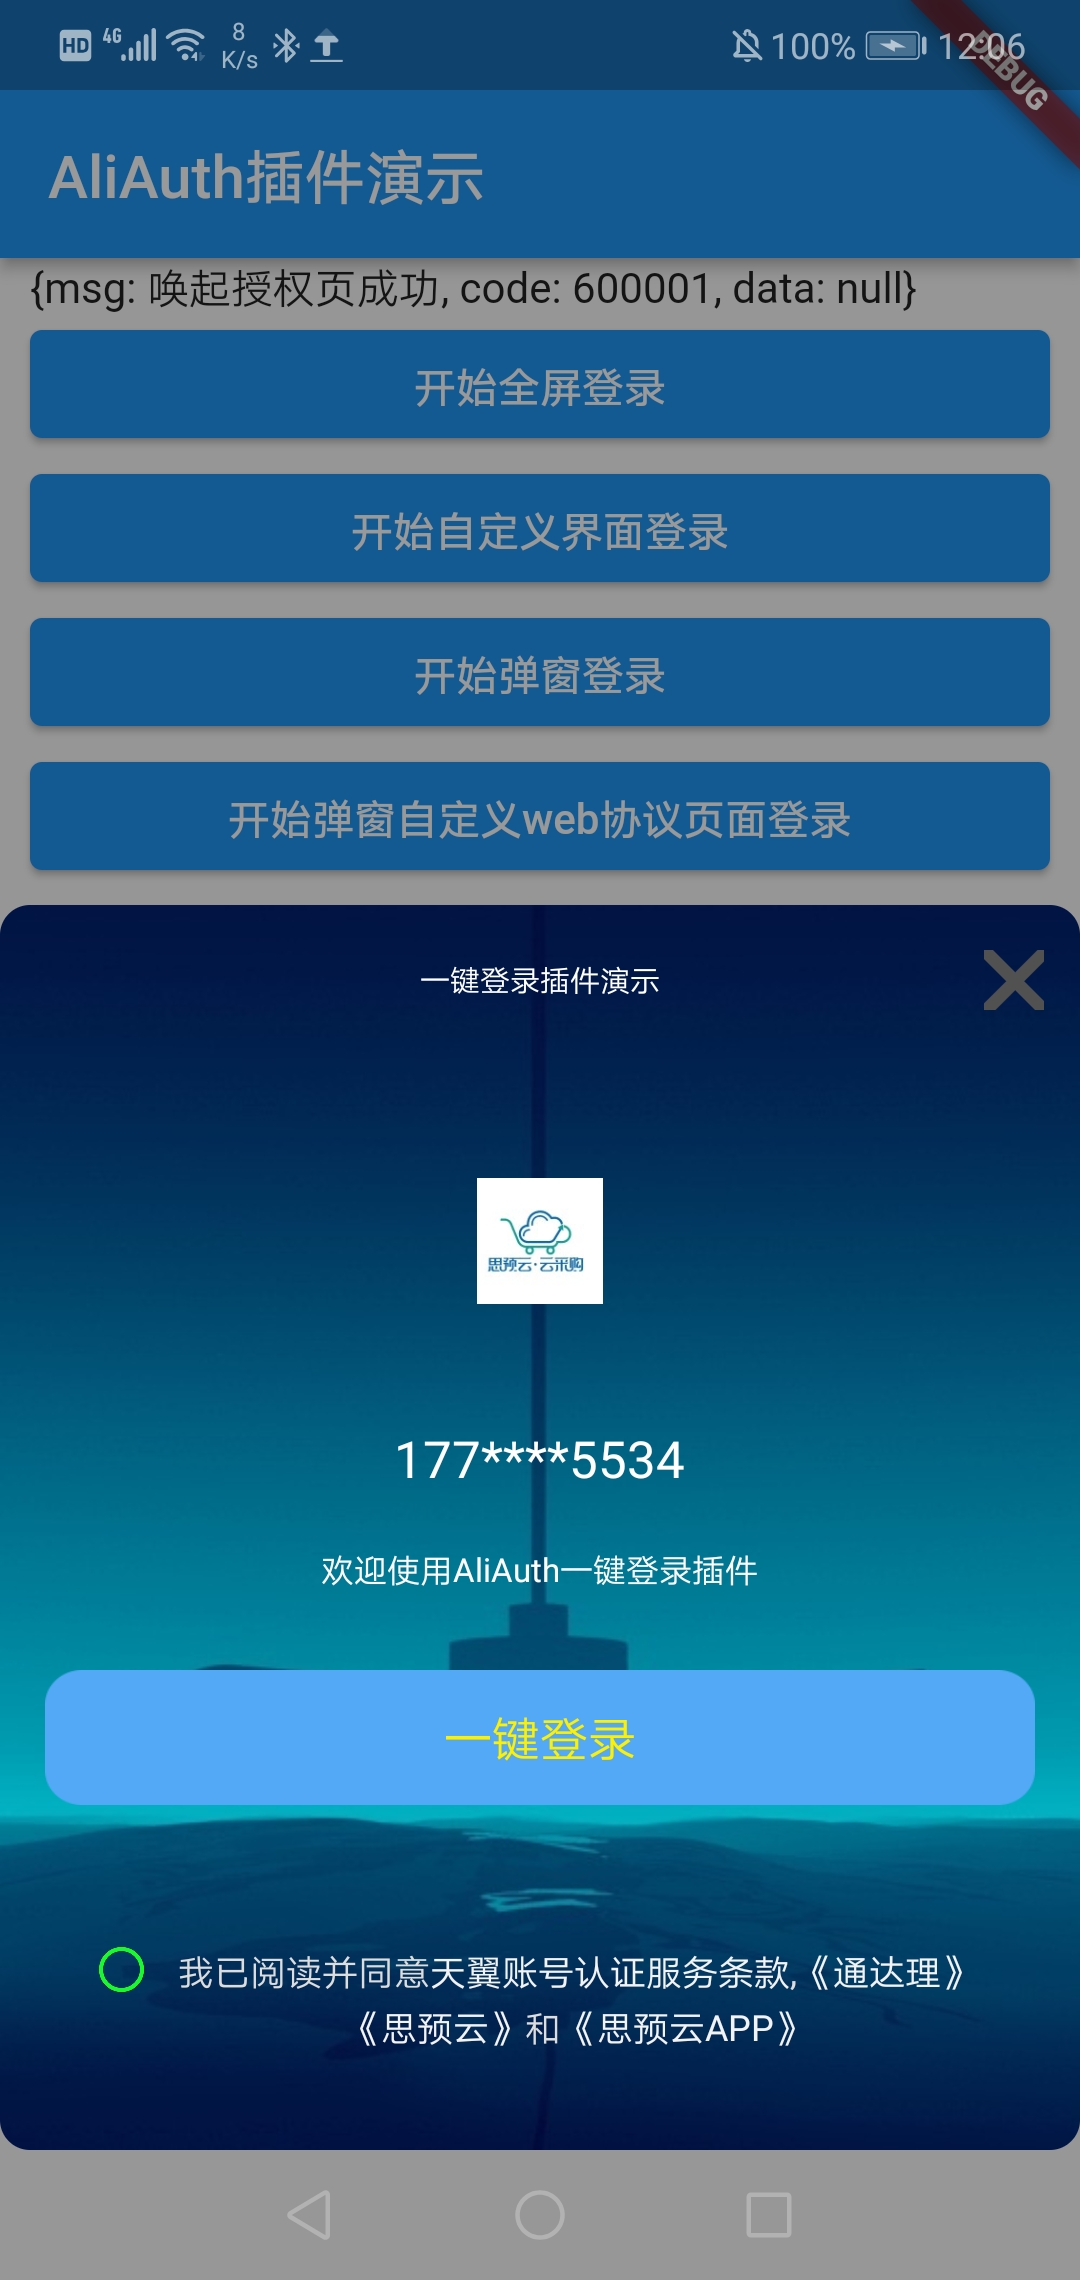 HD 4G 8 K/s 100% 12:06
DEBUG
AliAuth插件演示
{msg: 唤起授权页成功, code: 600001, data: null}
开始全屏登录
开始自定义界面登录
开始弹窗登录
开始弹窗自定义web协议页面登录
一键登录插件演示
思预云·云采购
177****5534
欢迎使用AliAuth一键登录插件
一键登录
我已阅读并同意天翼账号认证服务条款,《通达理》
《思预云》和《思预云APP》